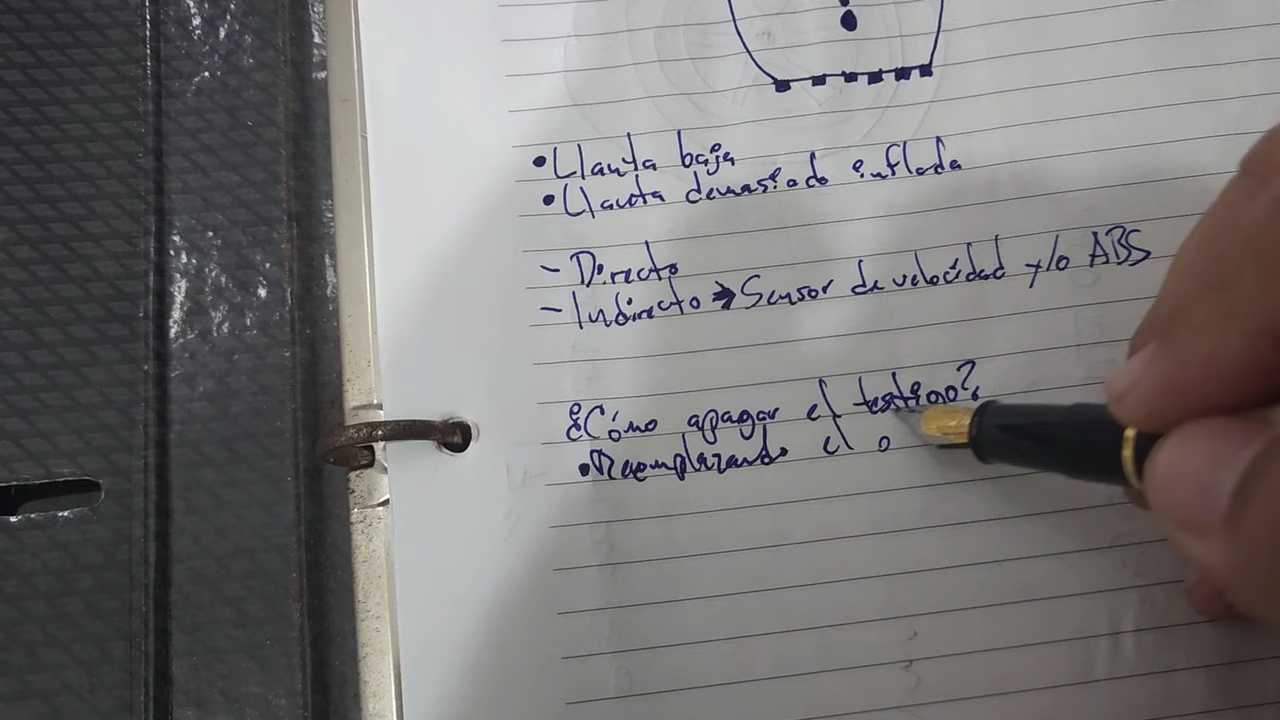 •Llanta baja
•Llanta demasiado inflada
- Directo
- Indirecto → Sensor de velocidad y/o ABS
¿Cómo apagar el testigo?
•Reemplazando el o